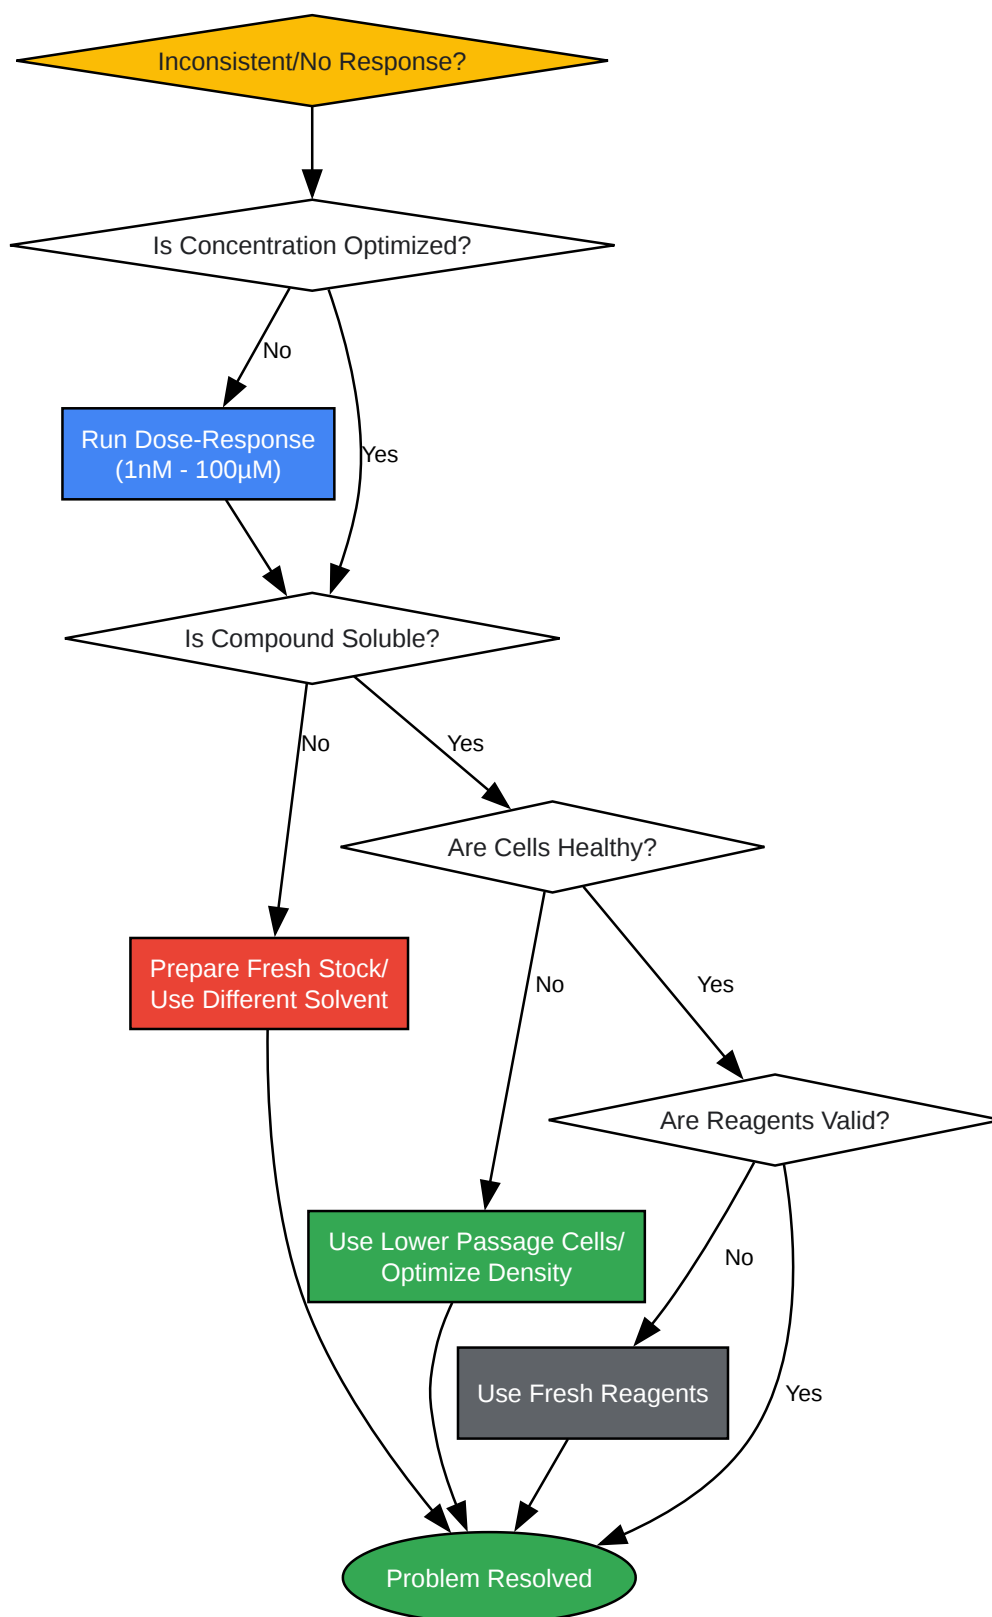 Inconsistent/No Response?
Is Concentration Optimized?
No
Run Dose-Response
(1nM - 100µM)
Yes
Is Compound Soluble?
No
Yes
Are Cells Healthy?
Prepare Fresh Stock/
Use Different Solvent
No
Yes
Are Reagents Valid?
Use Lower Passage Cells/
Optimize Density
No
Use Fresh Reagents
Yes
Problem Resolved